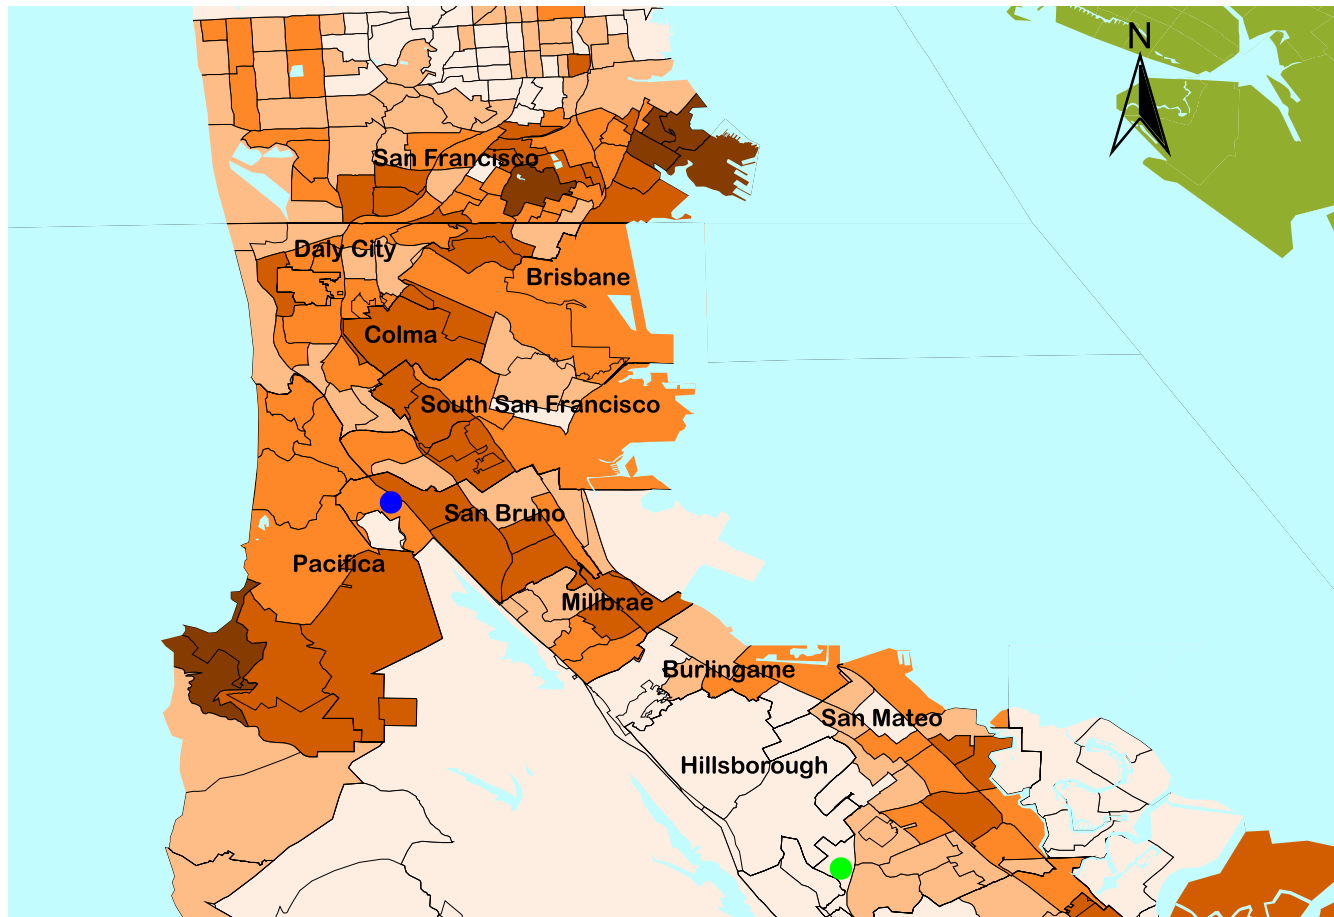 N
San Francisco
Daly City
Brisbane
Colma
South San Francisco
San Bruno
Pacifica
Millbrae
Burlingame
San Mateo
Hillsborough